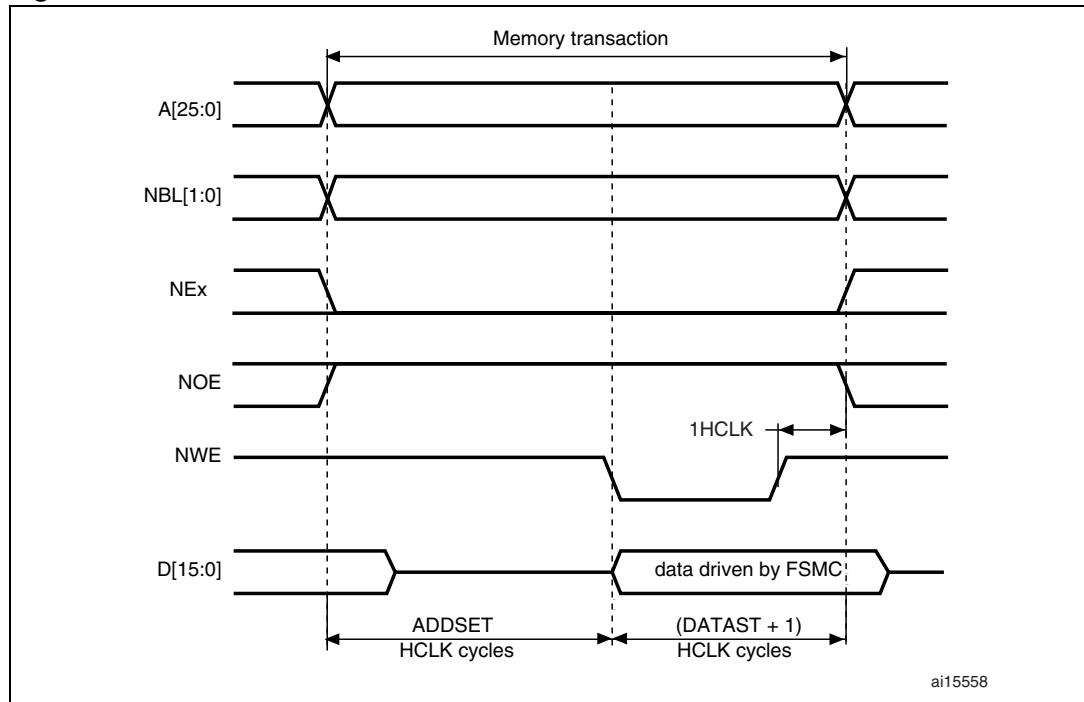 Memory transaction
A[25:0]
NBL[1:0]
NEx
NOE
1HCLK
NWE
D[15:0]
data driven by FSMC
ADDSET
HCLK cycles
(DATAST + 1)
HCLK cycles
ai15558